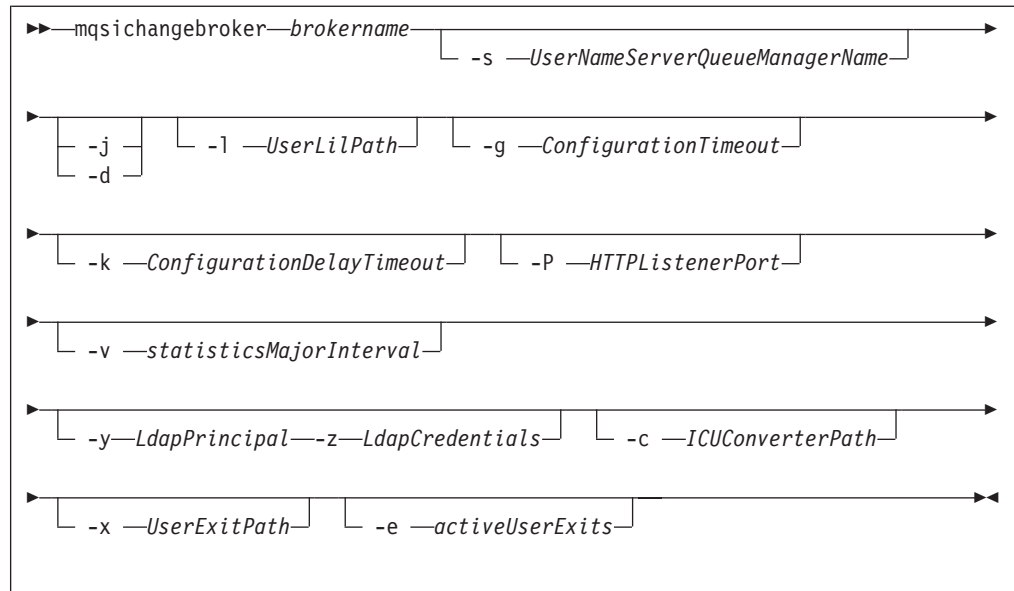 mqsichangebroker brokername
-s UserNameServerQueueManagerName
-j -l UserLilPath -g ConfigurationTimeout
-d
-k ConfigurationDelayTimeout -P HTTPListenerPort
-v statisticsMajorInterval
-y LdapPrincipal -z LdapCredentials -c ICUConverterPath
-x UserExitPath -e activeUserExits